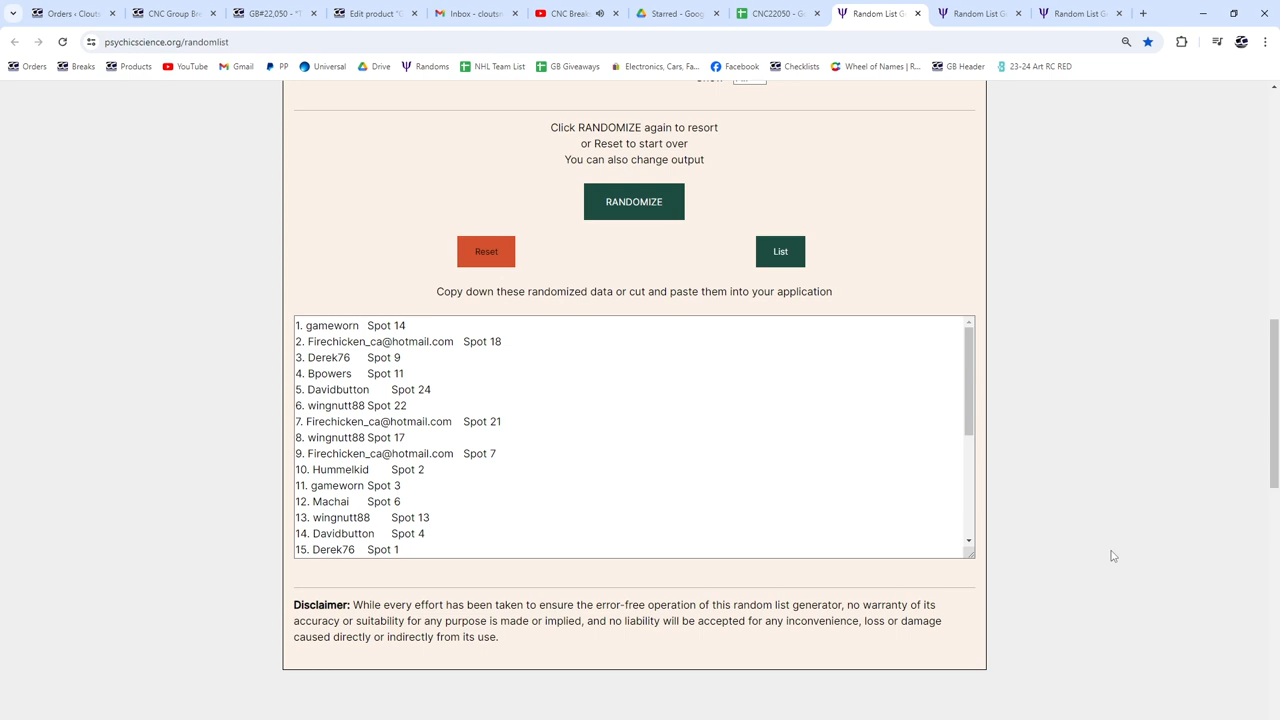 Orders ‹ Clouts
CNC Group Bre
GB#22,050 - "T
Edit product "G
Inbox - cloutsn
CNC Break
Starred - Goog
CNC22050 - G
Random List Ge
Random List Ge
Random List Ge
psychicscience.org/randomlist
Orders
Breaks
Products
YouTube
Gmail
PP
Universal
Drive
Randoms
NHL Team List
GB Giveaways
Electronics, Cars, Fa...
Facebook
Checklists
Wheel of Names | R...
GB Header
23-24 Art RC RED
Click RANDOMIZE again to resort
or Reset to start over
You can also change output
RANDOMIZE
Reset
List
Copy down these randomized data or cut and paste them into your application
1. gameworn Spot 14
2. Firechicken_ca@hotmail.com Spot 18
3. Derek76 Spot 9
4. Bpowers Spot 11
5. Davidbutton Spot 24
6. wingnutt88 Spot 22
7. Firechicken_ca@hotmail.com Spot 21
8. wingnutt88 Spot 17
9. Firechicken_ca@hotmail.com Spot 7
10. Hummelkid Spot 2
11. gameworn Spot 3
12. Machai Spot 6
13. wingnutt88 Spot 13
14. Davidbutton Spot 4
15. Derek76 Spot 1
Disclaimer: While every effort has been taken to ensure the error-free operation of this random list generator, no warranty of its
accuracy or suitability for any purpose is made or implied, and no liability will be accepted for any inconvenience, loss or damage
caused directly or indirectly from its use.